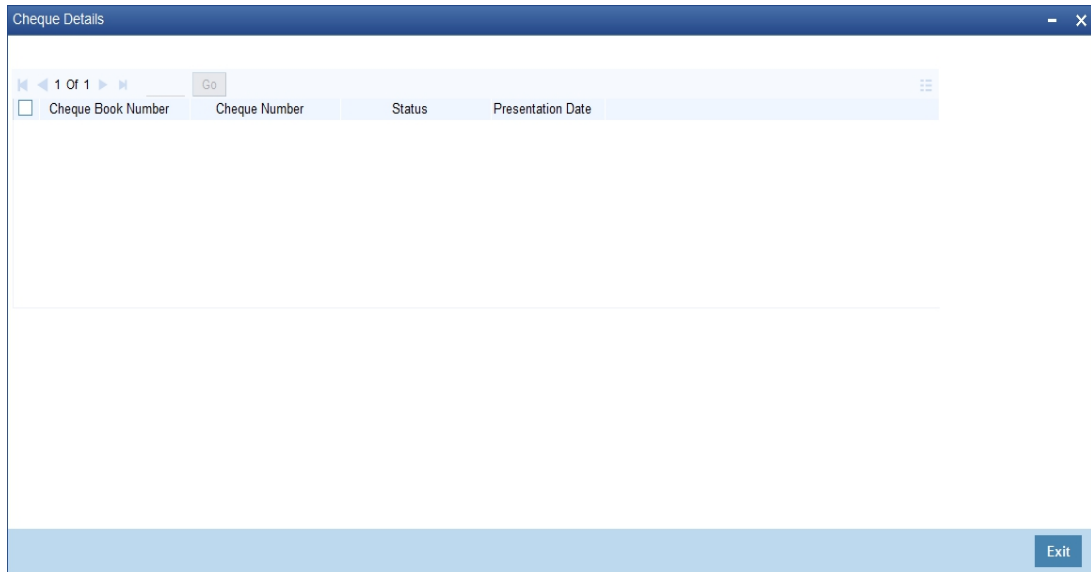 Cheque Details
1 Of 1 Go
Cheque Book Number Cheque Number Status Presentation Date
Exit